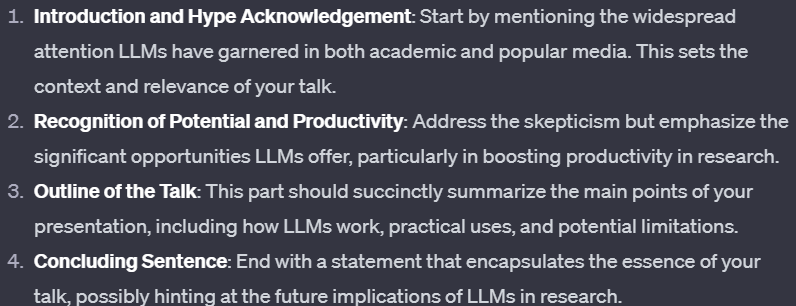 1. Introduction and Hype Acknowledgement: Start by mentioning the widespread
attention LLMs have garnered in both academic and popular media. This sets the
context and relevance of your talk.
2. Recognition of Potential and Productivity: Address the skepticism but emphasize the
significant opportunities LLMs offer, particularly in boosting productivity in research.
3. Outline of the Talk: This part should succinctly summarize the main points of your
presentation, including how LLMs work, practical uses, and potential limitations.
4. Concluding Sentence: End with a statement that encapsulates the essence of your
talk, possibly hinting at the future implications of LLMs in research.